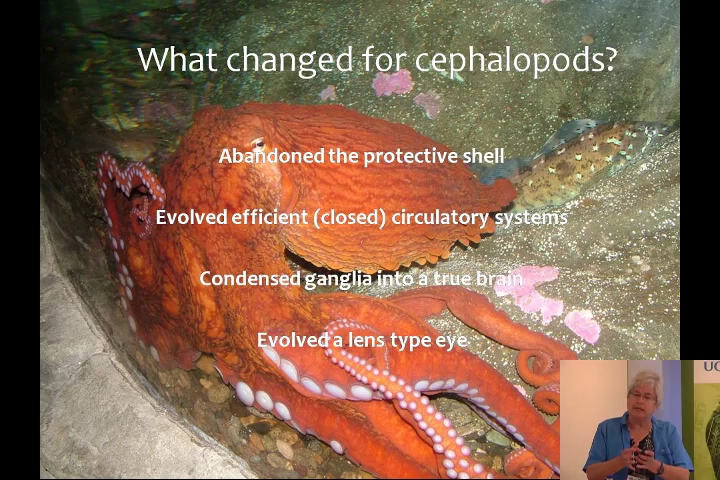 What changed for cephalopods?
Abandoned the protective shell
Evolved efficient (closed) circulatory systems
Condensed ganglia into a true brain
Evolved a lens type eye